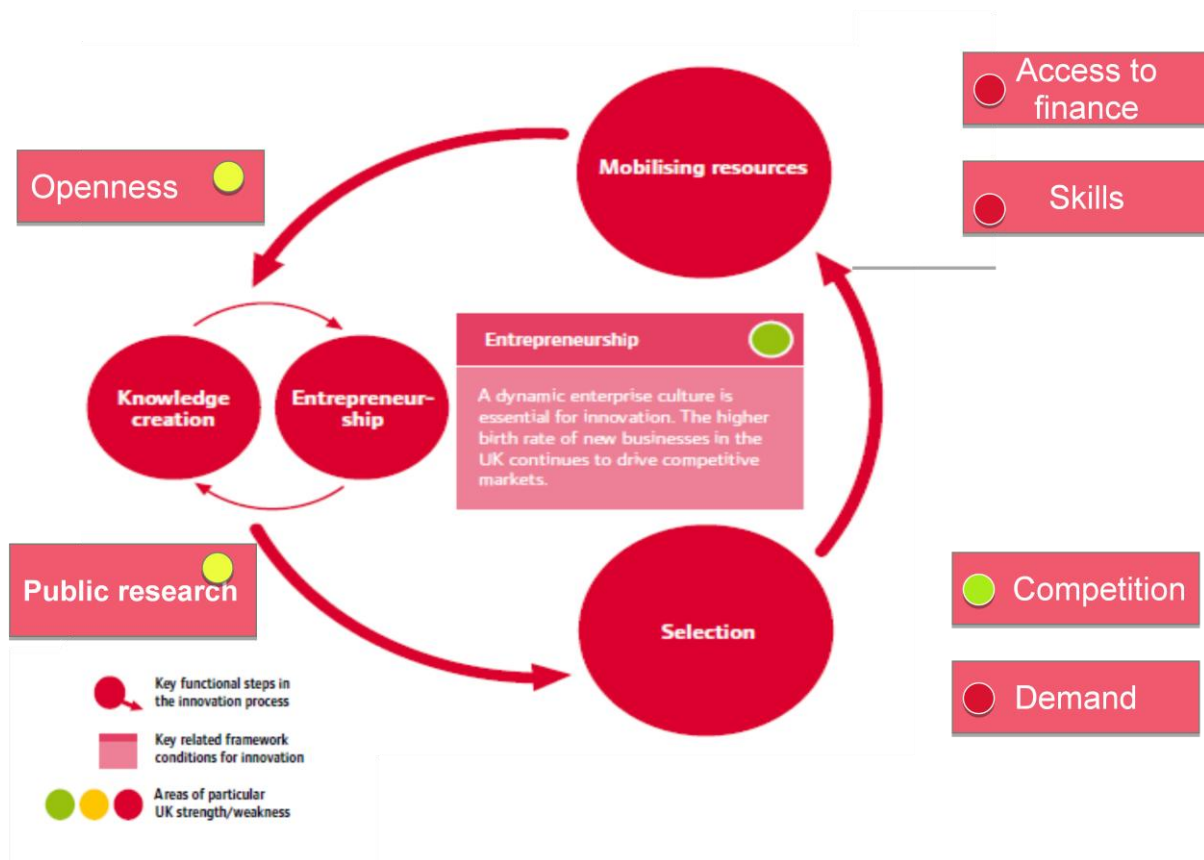 Access to
finance
Mobilising resources
Openness
Skills
Entrepreneurship
Knowledge
creation
Entrepreneur-
ship
A dynamic enterprise culture is
essential for innovation. The higher
birth rate of new businesses in the
UK continues to drive competitive
markets.
Public research
Competition
Selection
Demand
Key functional steps in
the innovation process
Key related framework
conditions for innovation
Areas of particular
UK strength/weakness